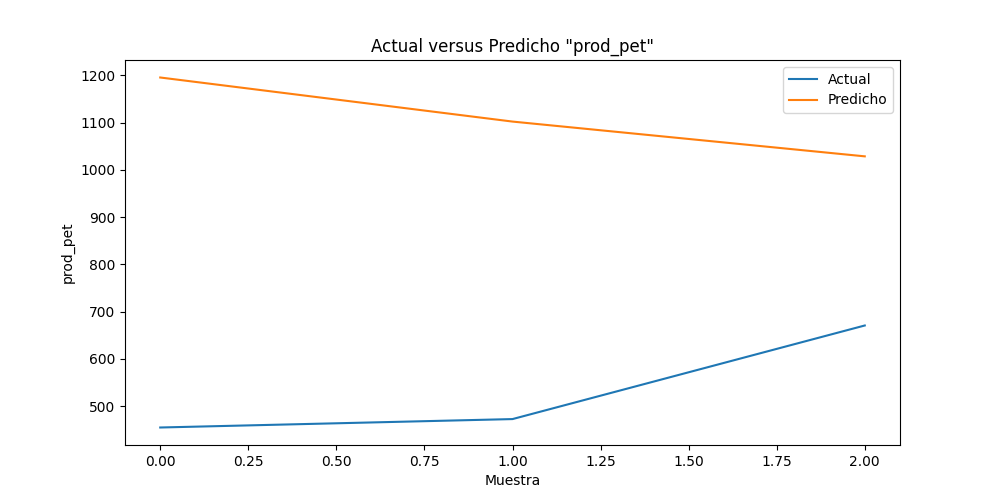 Actual versus Predicho "prod_pet"
Actual
Predicho
prod_pet
1200
1100
1000
900
800
700
600
500
0.00 0.25 0.50 0.75 1.00 1.25 1.50 1.75 2.00
Muestra